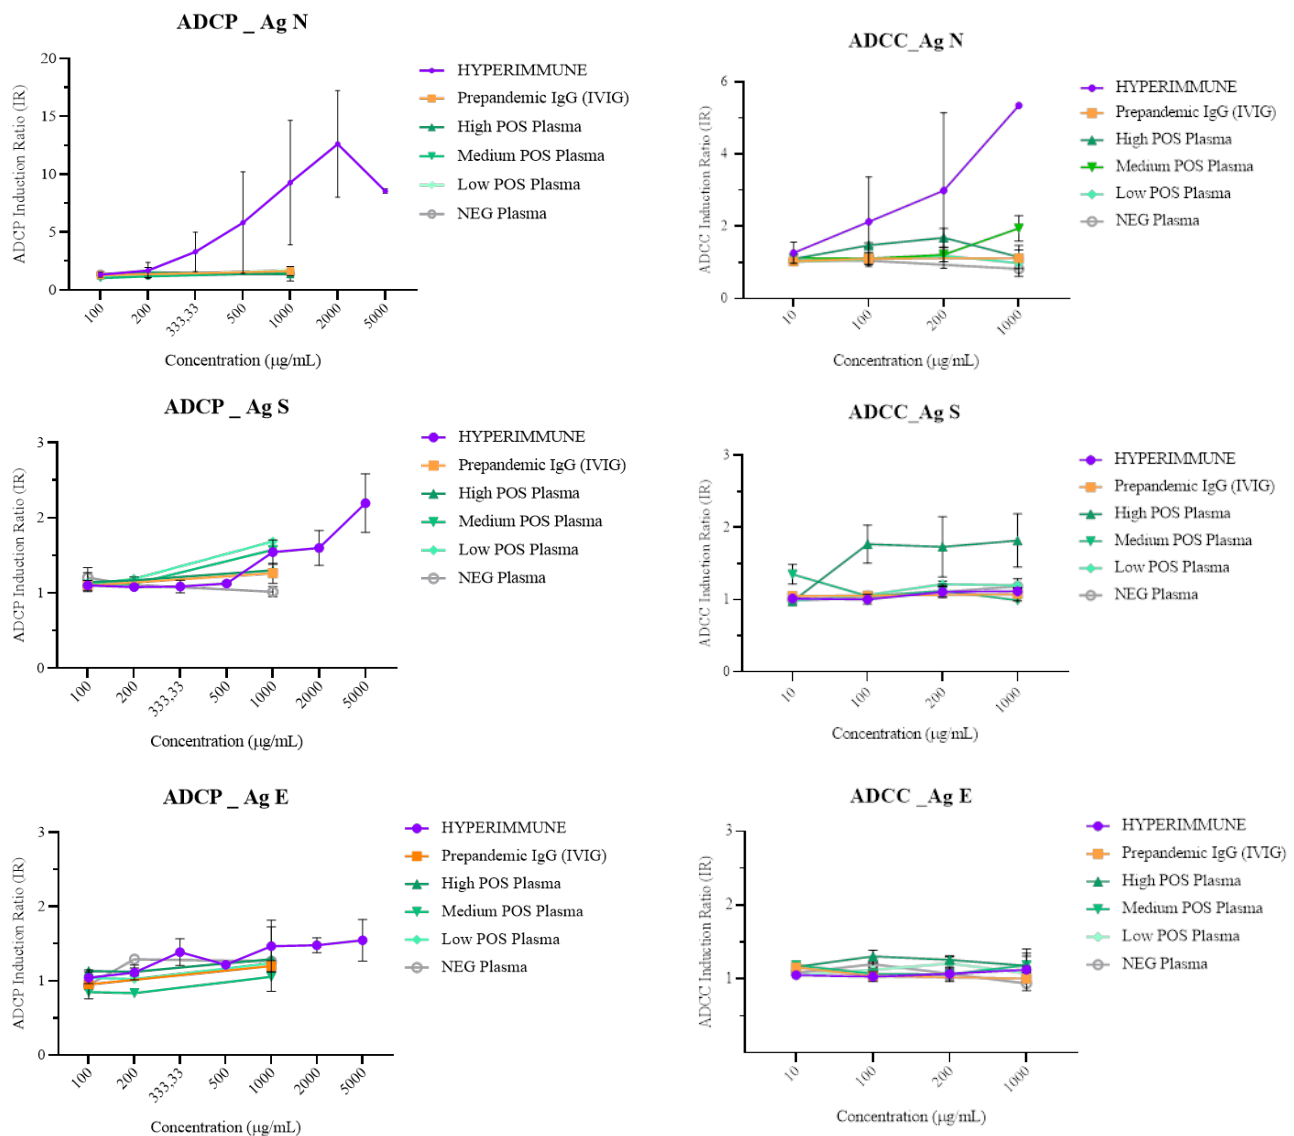 ADCP _ Ag N
ADCP Induction Ratio (IR)
20
15
10
5
0
100
200
333,33
500
1000
2000
5000
Concentration (μg/mL)
HYPERIMMUNE
Prepandemic IgG (IVIG)
High POS Plasma
Medium POS Plasma
Low POS Plasma
NEG Plasma
ADCC_Ag N
ADCC Induction Ratio (IR)
6
4
2
0
10
100
200
1000
Concentration (μg/mL)
HYPERIMMUNE
Prepandemic IgG (IVIG)
High POS Plasma
Medium POS Plasma
Low POS Plasma
NEG Plasma
ADCP _ Ag S
ADCP Induction Ratio (IR)
3
2
1
0
100
200
333,33
500
1000
2000
5000
Concentration (μg/mL)
HYPERIMMUNE
Prepandemic IgG (IVIG)
High POS Plasma
Medium POS Plasma
Low POS Plasma
NEG Plasma
ADCC_Ag S
ADCC Induction Ratio (IR)
3
2
1
0
10
100
200
1000
Concentration (μg/mL)
HYPERIMMUNE
Prepandemic IgG (IVIG)
High POS Plasma
Medium POS Plasma
Low POS Plasma
NEG Plasma
ADCP _ Ag E
ADCP Induction Ratio (IR)
3
2
1
0
100
200
333,33
500
1000
2000
5000
Concentration (μg/mL)
HYPERIMMUNE
Prepandemic IgG (IVIG)
High POS Plasma
Medium POS Plasma
Low POS Plasma
NEG Plasma
ADCC _Ag E
ADCC Induction Ratio (IR)
3
2
1
10
100
200
1000
Concentration (μg/mL)
HYPERIMMUNE
Prepandemic IgG (IVIG)
High POS Plasma
Medium POS Plasma
Low POS Plasma
NEG Plasma